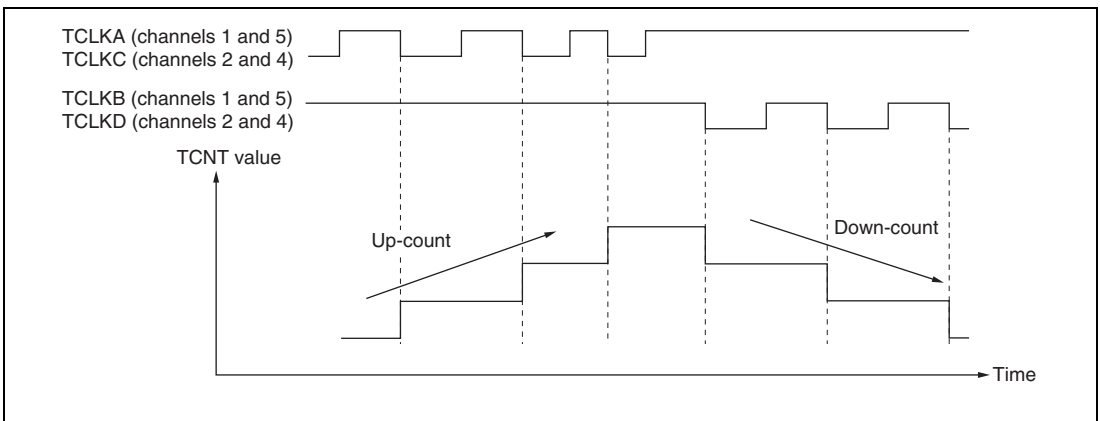 TCLKA (channels 1 and 5)
TCLKC (channels 2 and 4)
TCLKB (channels 1 and 5)
TCLKD (channels 2 and 4)
TCNT value
Up-count
Down-count
Time